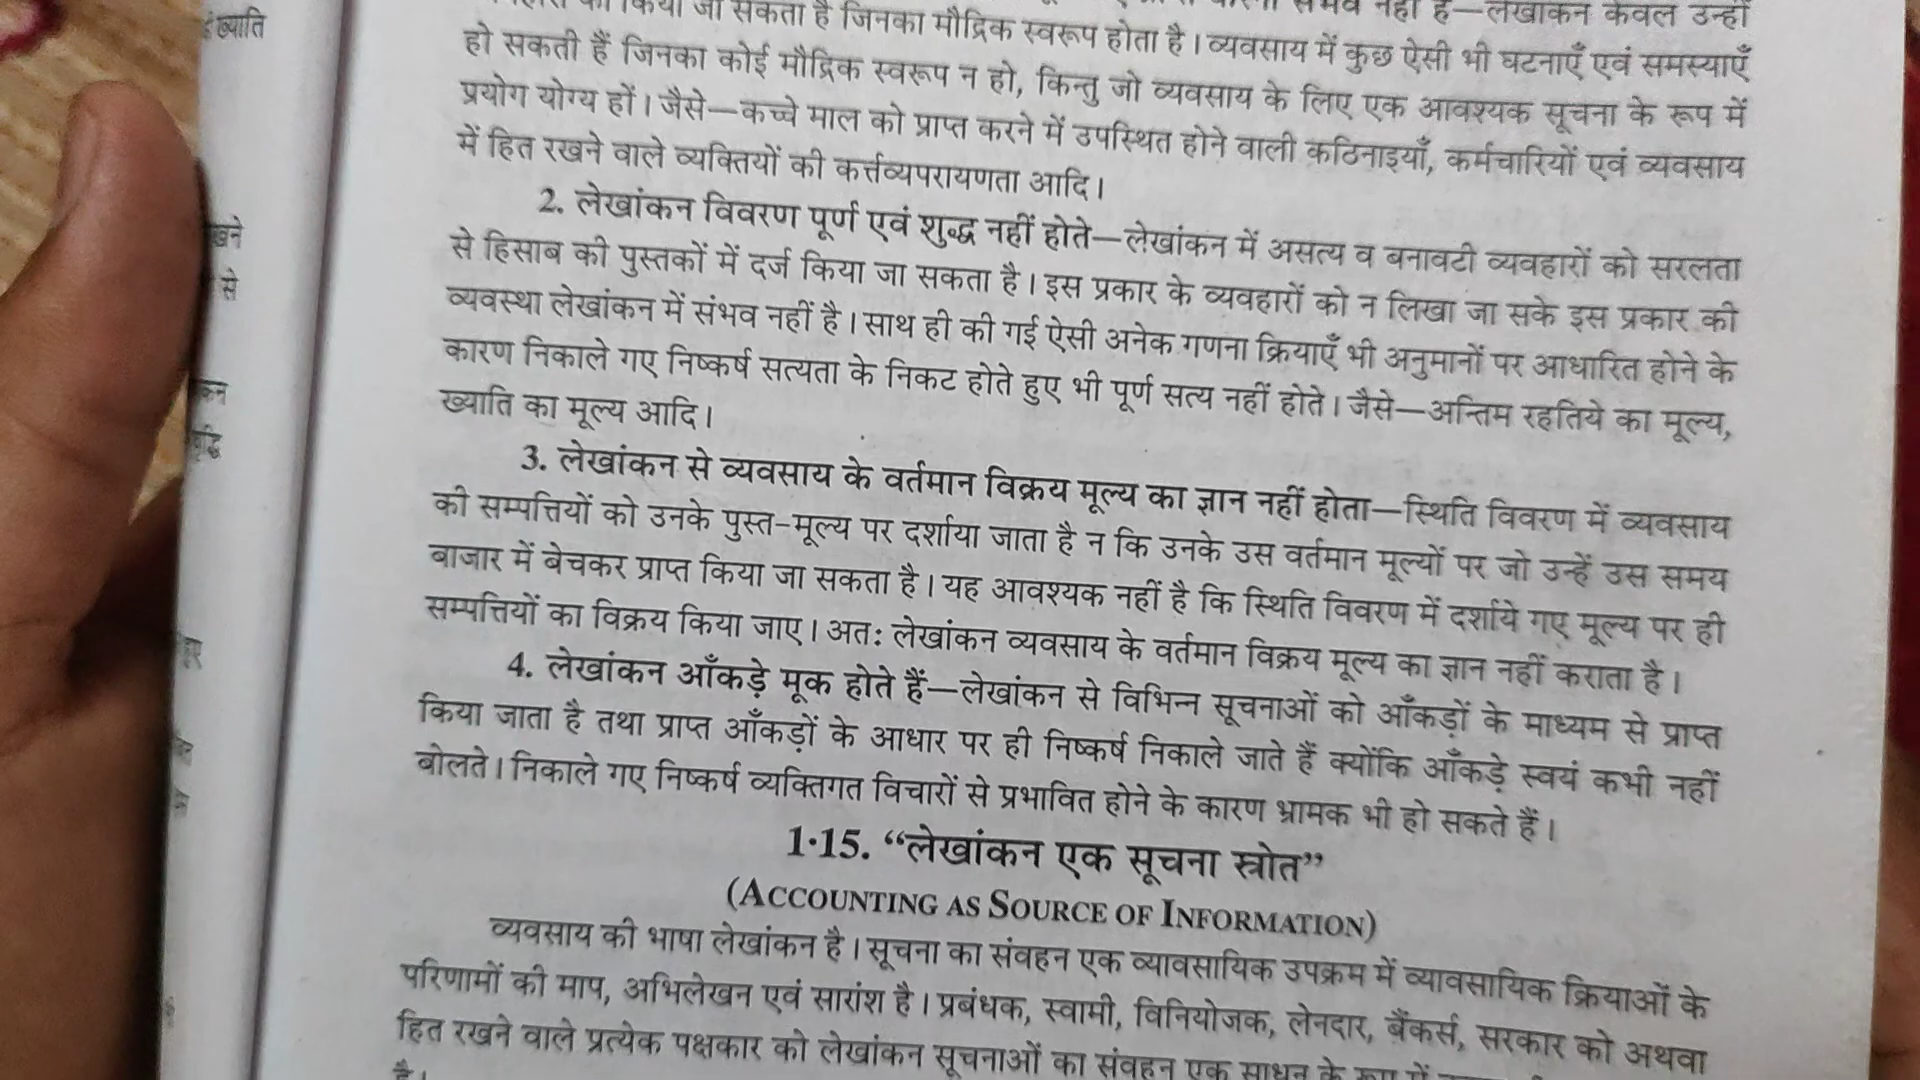 ख्याति
किया जा सकता है जिनका मौद्रिक स्वरूप होता है। व्यवसाय में कुछ ऐसी भी घटनाएँ एवं समस्याएँ
हो सकती हैं जिनका कोई मौद्रिक स्वरूप न हो, किन्तु जो व्यवसाय के लिए एक आवश्यक सूचना के रूप में
प्रयोग योग्य हों। जैसे—कच्चे माल को प्राप्त करने में उपस्थित होने वाली कठिनाइयाँ, कर्मचारियों एवं व्यवसाय
में हित रखने वाले व्यक्तियों की कर्त्तव्यपरायणता आदि।
2. लेखांकन विवरण पूर्ण एवं शुद्ध नहीं होते—लेखांकन में असत्य व बनावटी व्यवहारों को सरलता
से हिसाब की पुस्तकों में दर्ज किया जा सकता है। इस प्रकार के व्यवहारों को न लिखा जा सके इस प्रकार की
व्यवस्था लेखांकन में संभव नहीं है। साथ ही की गई ऐसी अनेक गणना क्रियाएँ भी अनुमानों पर आधारित होने के
कारण निकाले गए निष्कर्ष सत्यता के निकट होते हुए भी पूर्ण सत्य नहीं होते। जैसे—अन्तिम रहतिये का मूल्य,
ख्याति का मूल्य आदि।
3. लेखांकन से व्यवसाय के वर्तमान विक्रय मूल्य का ज्ञान नहीं होता—स्थिति विवरण में व्यवसाय
की सम्पत्तियों को उनके पुस्त-मूल्य पर दर्शाया जाता है न कि उनके उस वर्तमान मूल्यों पर जो उन्हें उस समय
बाजार में बेचकर प्राप्त किया जा सकता है। यह आवश्यक नहीं है कि स्थिति विवरण में दर्शाये गए मूल्य पर ही
सम्पत्तियों का विक्रय किया जाए। अतः लेखांकन व्यवसाय के वर्तमान विक्रय मूल्य का ज्ञान नहीं कराता है।
4. लेखांकन आँकड़े मूक होते हैं—लेखांकन से विभिन्न सूचनाओं को आँकड़ों के माध्यम से प्राप्त
किया जाता है तथा प्राप्त आँकड़ों के आधार पर ही निष्कर्ष निकाले जाते हैं क्योंकि आँकड़े स्वयं कभी नहीं
बोलते। निकाले गए निष्कर्ष व्यक्तिगत विचारों से प्रभावित होने के कारण भ्रामक भी हो सकते हैं।
1·15. “लेखांकन एक सूचना स्रोत”
(ACCOUNTING AS SOURCE OF INFORMATION)
व्यवसाय की भाषा लेखांकन है। सूचना का संवहन एक व्यावसायिक उपक्रम में व्यावसायिक क्रियाओं के
परिणामों की माप, अभिलेखन एवं सारांश है। प्रबंधक, स्वामी, विनियोजक, लेनदार, बैंकर्स, सरकार को अथवा
हित रखने वाले प्रत्येक पक्षकार को लेखांकन सूचनाओं का संवहन एक साधन के रूप में
है।